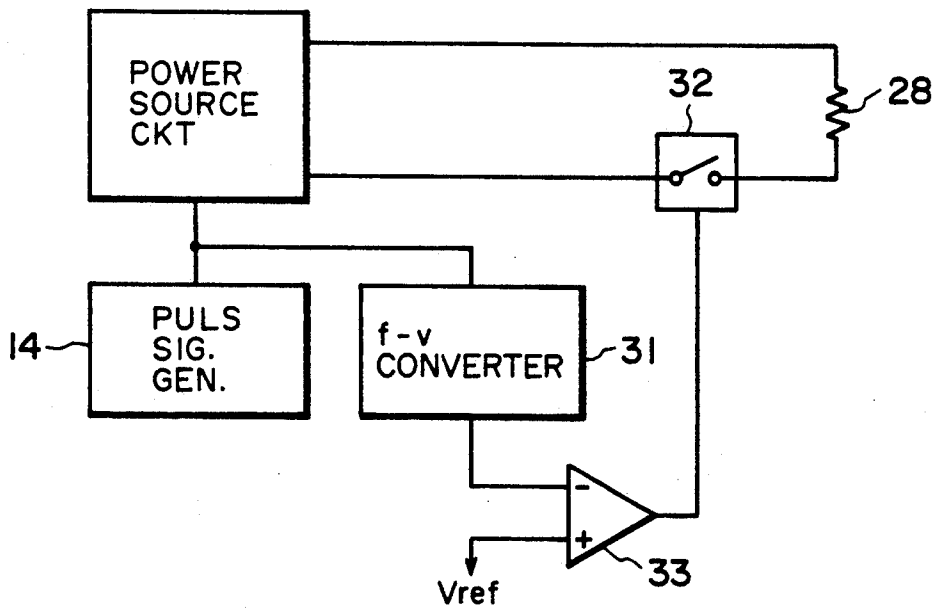 POWER
SOURCE
CKT
32
28
14
PULS
SIG.
GEN.
f-v
CONVERTER
31
-
+
33
Vref